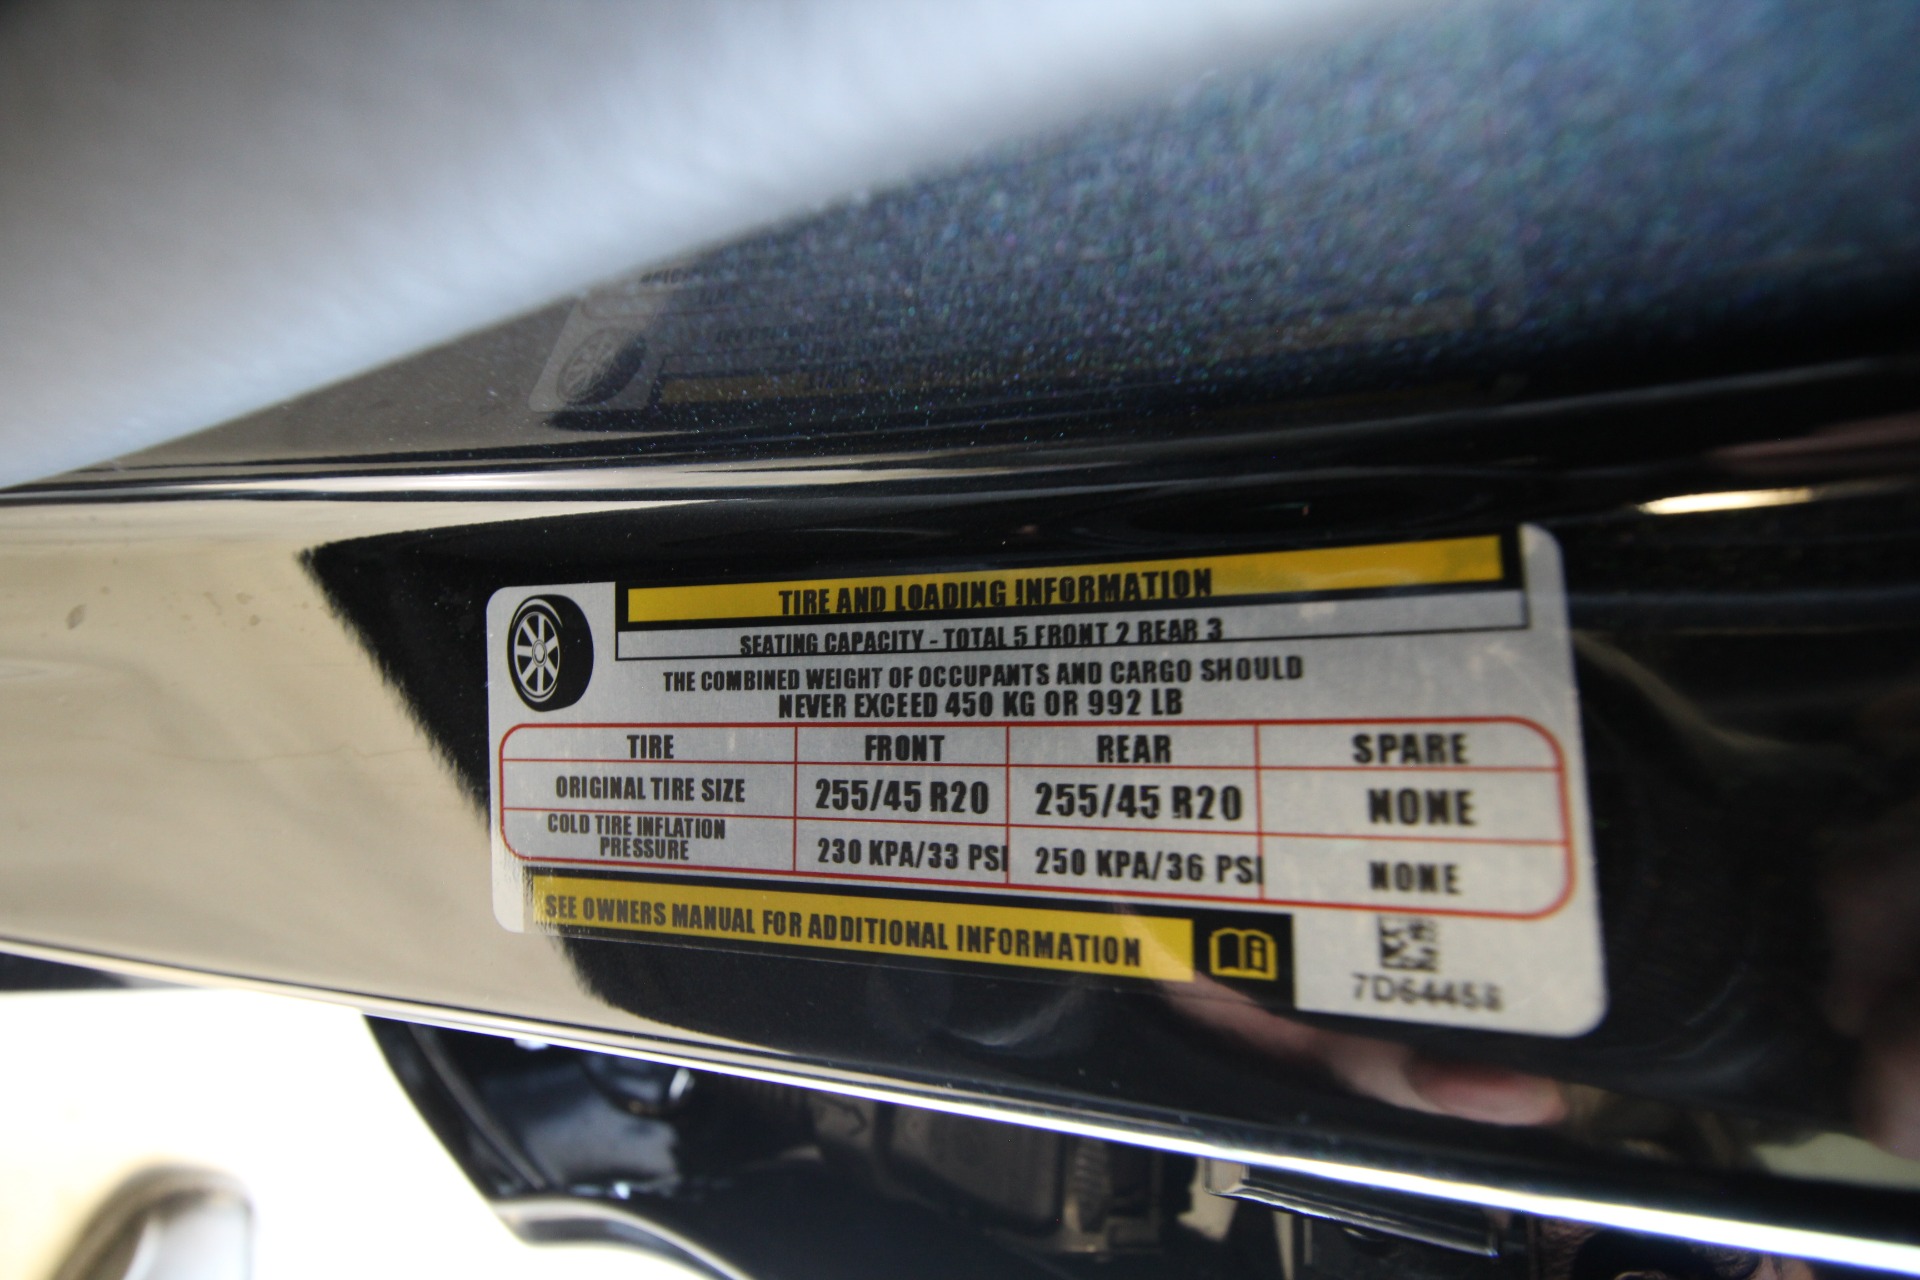 TIRE AND LOADING INFORMATION
SEATING CAPACITY - TOTAL 5 FRONT 2 REAR 3
THE COMBINED WEIGHT OF OCCUPANTS AND CARGO SHOULD
NEVER EXCEED 450 KG OR 992 LB
TIRE FRONT REAR SPARE
ORIGINAL TIRE SIZE 255/45 R20 255/45 R20 NONE
COLD TIRE INFLATION
PRESSURE 230 KPA/33 PSI 250 KPA/36 PSI NONE
SEE OWNERS MANUAL FOR ADDITIONAL INFORMATION
7D64458